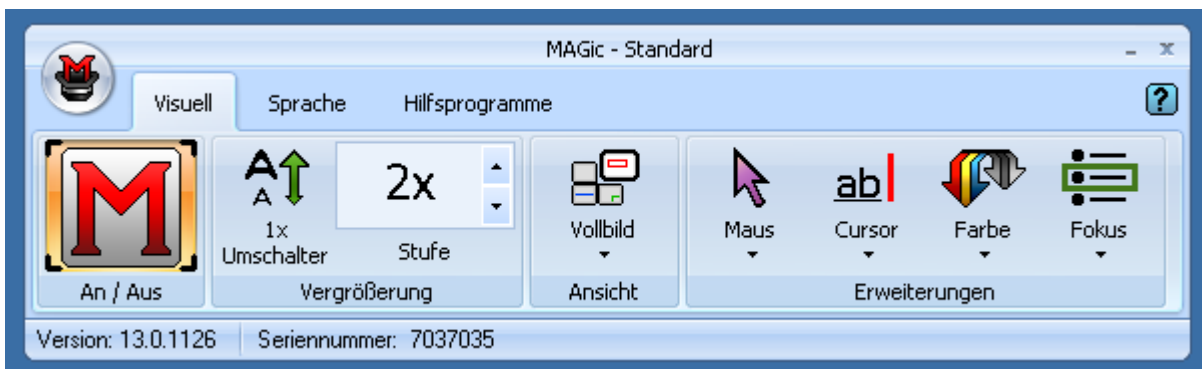 MAGic - Standard
Visuell Sprache Hilfsprogramme ?
M
1x
Umschalter
2x
Stufe
Vollbild
Maus
ab
Cursor
Farbe
Fokus
An / Aus Vergrößerung Ansicht Erweiterungen
Version: 13.0.1126 Seriennummer: 7037035